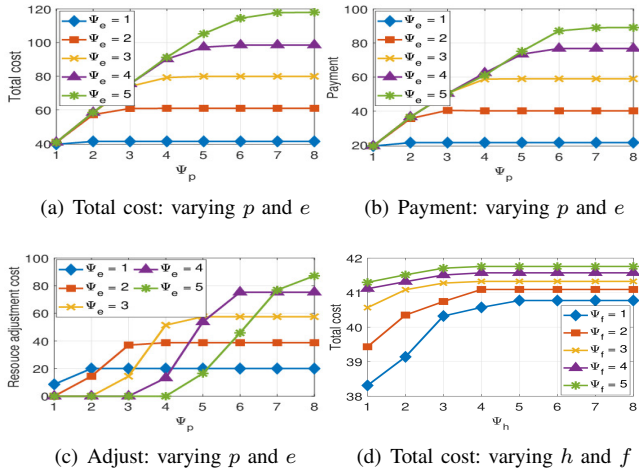 Total cost
120
100
80
60
40
Ψe = 1
Ψe = 2
Ψe = 3
Ψe = 4
Ψe = 5
1 2 3 4 5 6 7 8
Ψp
(a) Total cost: varying p and e
Payment
100
80
60
40
20
Ψe = 1
Ψe = 2
Ψe = 3
Ψe = 4
Ψe = 5
1 2 3 4 5 6 7 8
Ψp
(b) Payment: varying p and e
Resouce adjustment cost
100
80
60
40
20
0
Ψe = 1 Ψe = 4
Ψe = 2 Ψe = 5
Ψe = 3
1 2 3 4 5 6 7 8
Ψp
(c) Adjust: varying p and e
Total cost
42
41
40
39
38
Ψf = 1
Ψf = 2
Ψf = 3
Ψf = 4
Ψf = 5
1 2 3 4 5 6 7 8
Ψh
(d) Total cost: varying h and f